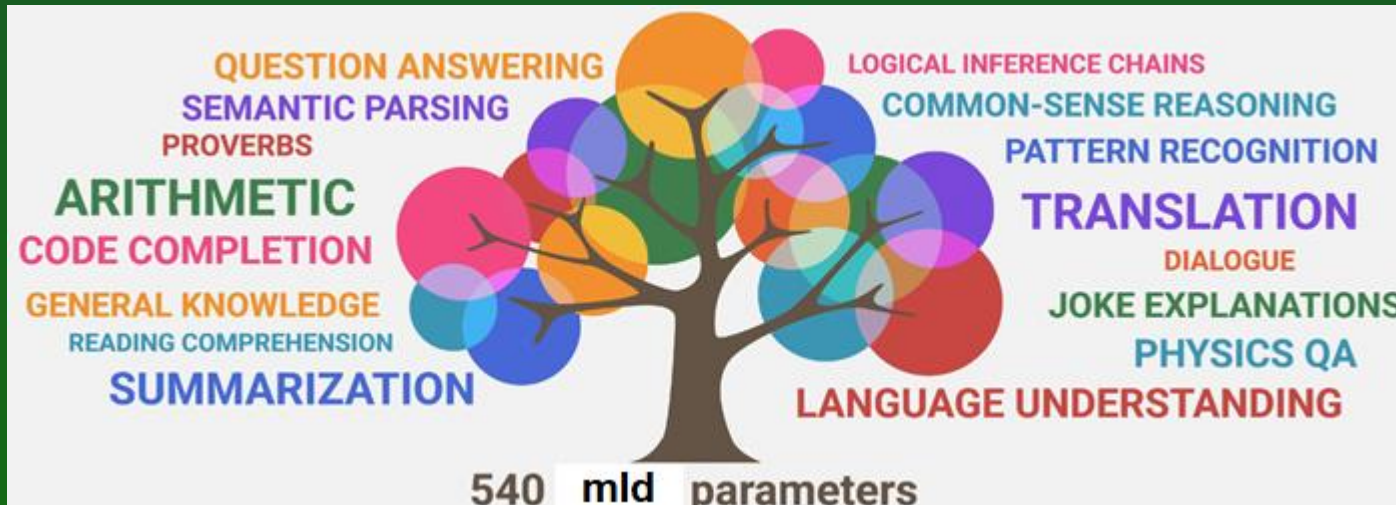 QUESTION ANSWERING
SEMANTIC PARSING
PROVERBS
ARITHMETIC
CODE COMPLETION
GENERAL KNOWLEDGE
READING COMPREHENSION
SUMMARIZATION
LOGICAL INFERENCE CHAINS
COMMON-SENSE REASONING
PATTERN RECOGNITION
TRANSLATION
DIALOGUE
JOKE EXPLANATIONS
PHYSICS QA
LANGUAGE UNDERSTANDING
540 mld parameters